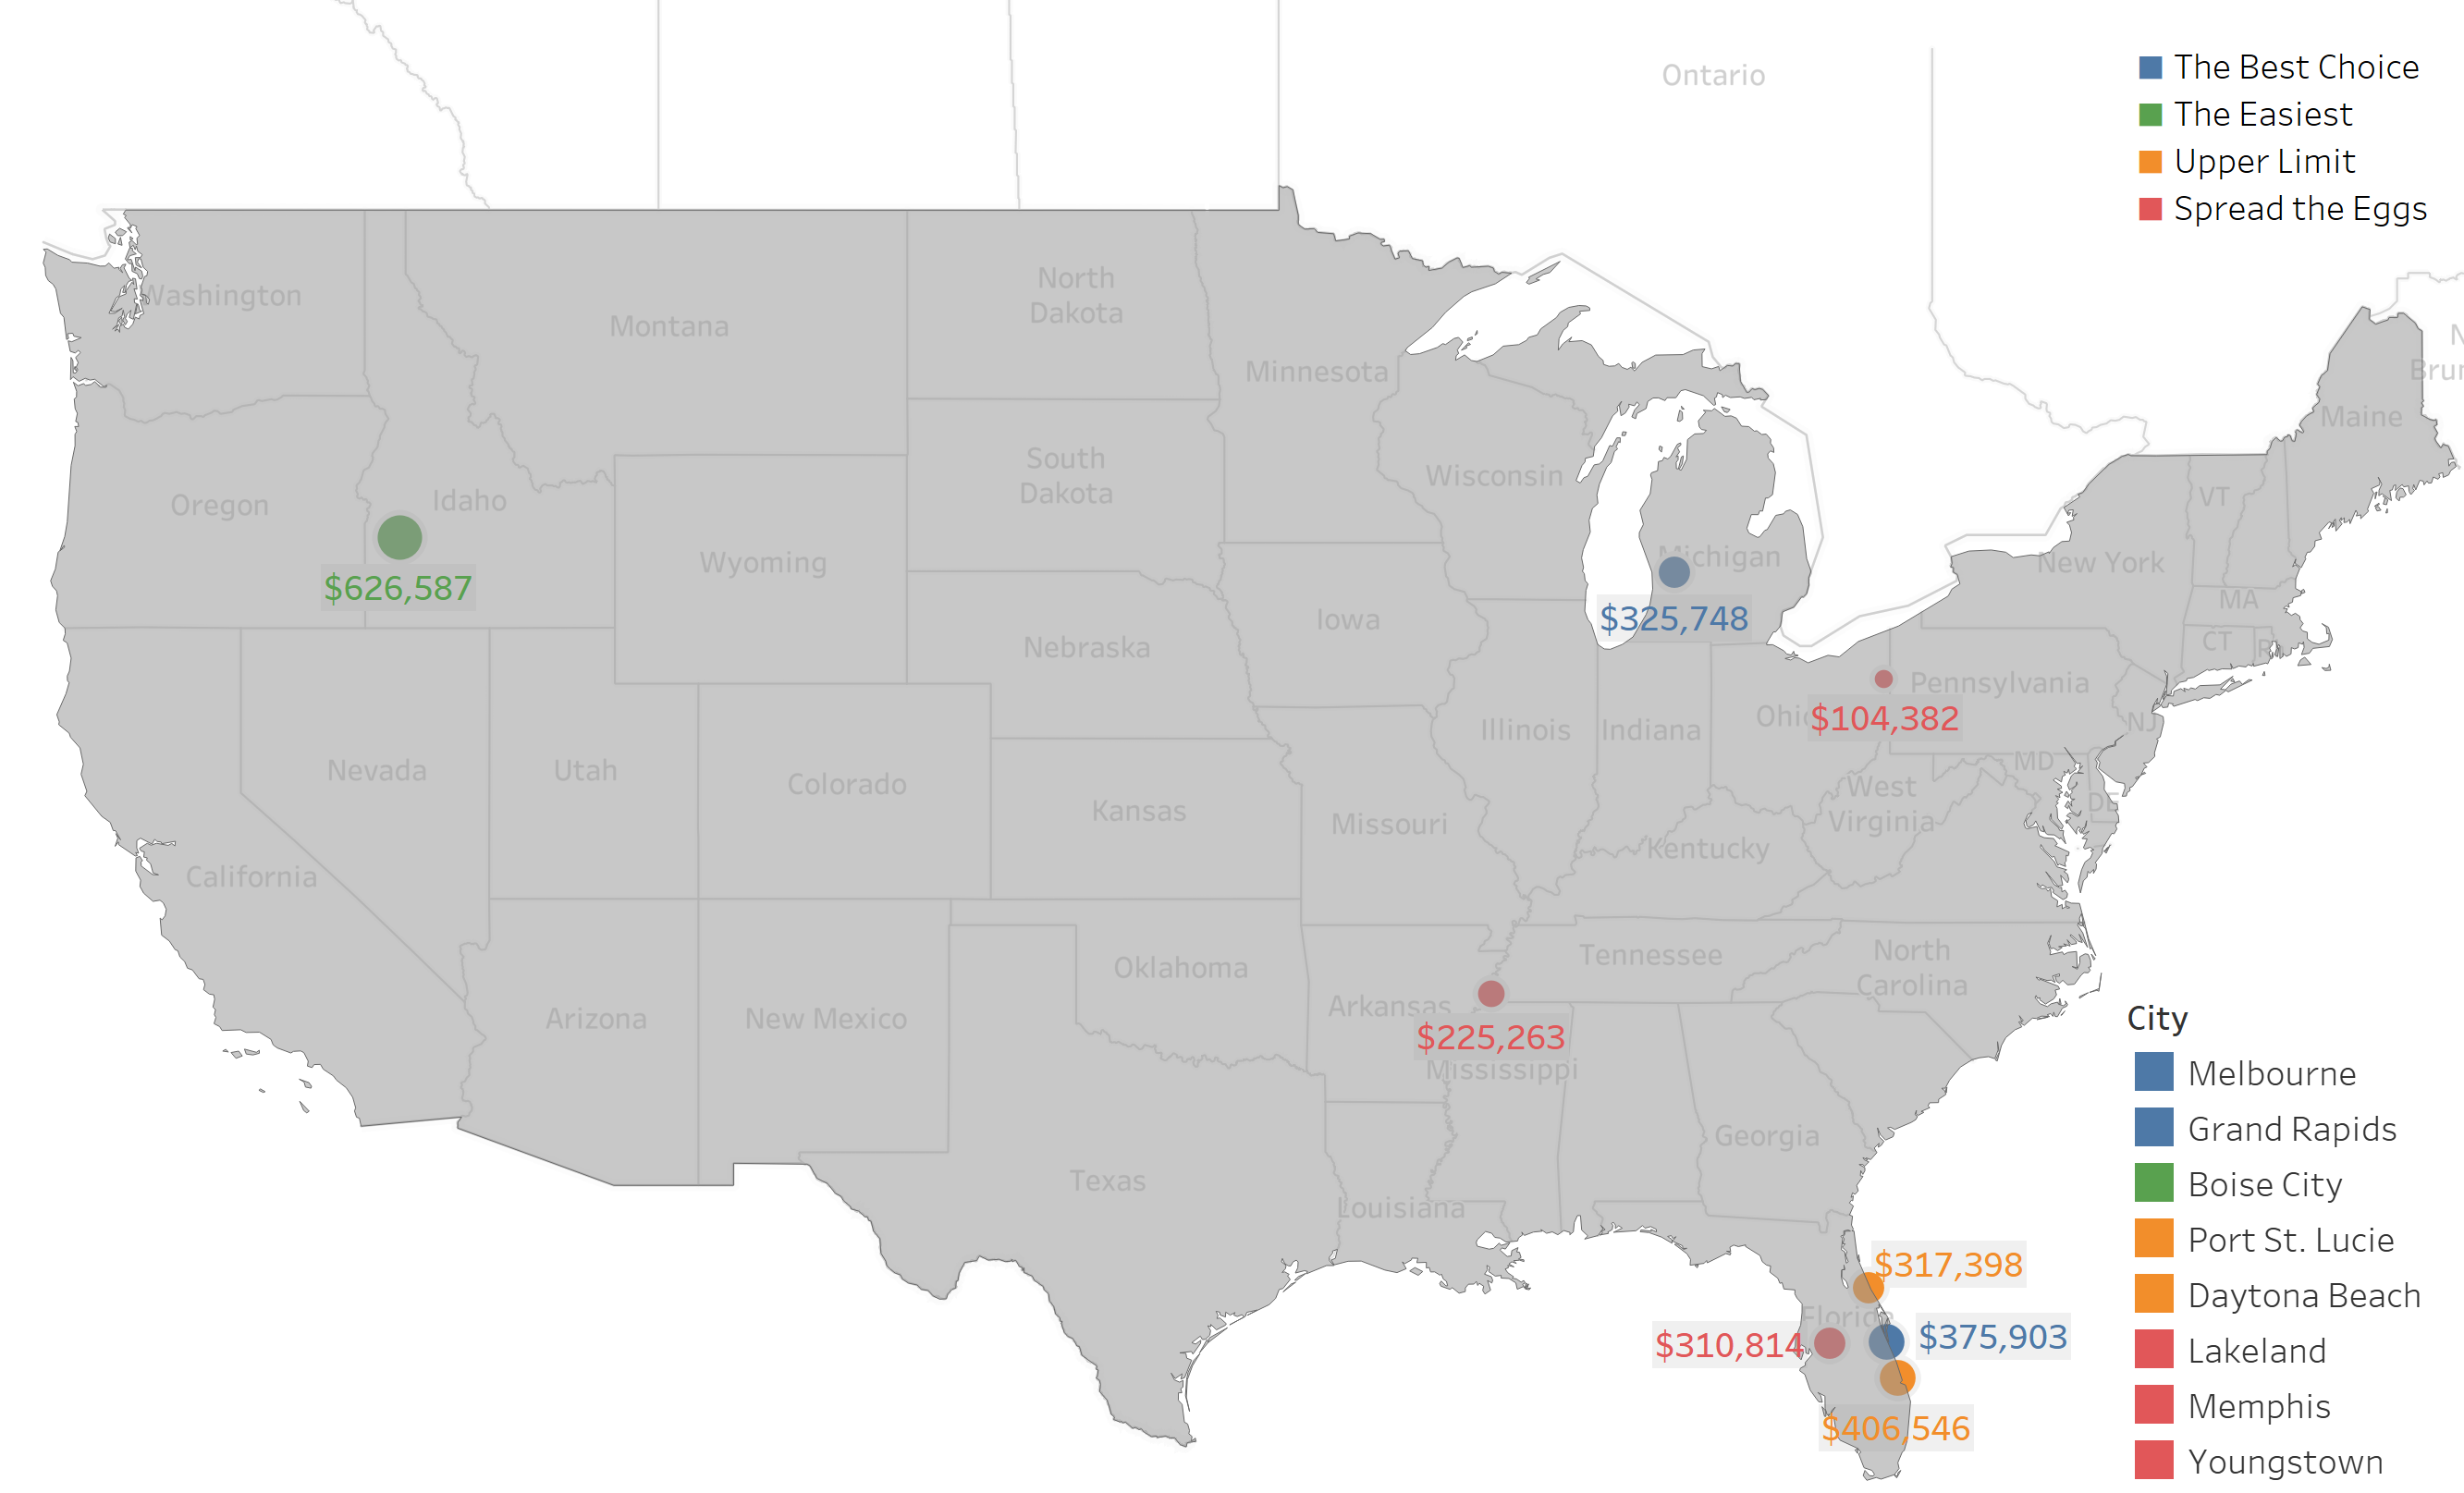 Ontario
The Best Choice
The Easiest
Upper Limit
Spread the Eggs
Washington
Montana
North
Dakota
Minnesota
Maine
Oregon
Idaho
South
Dakota
Wisconsin
VT
Wyoming
Michigan
New York
$626,587
$325,748
Iowa
MA
CT
Nebraska
Pennsylvania
$104,382
Illinois
Indiana
NJ
MD
Nevada
Utah
Colorado
Kansas
Missouri
West
Virginia
DE
Kentucky
California
Tennessee
North
Carolina
Oklahoma
Arkansas
Arizona
New Mexico
$225,263
Mississippi
Georgia
Texas
Louisiana
$317,398
Florida
$310,814
$375,903
$406,546
City
Melbourne
Grand Rapids
Boise City
Port St. Lucie
Daytona Beach
Lakeland
Memphis
Youngstown